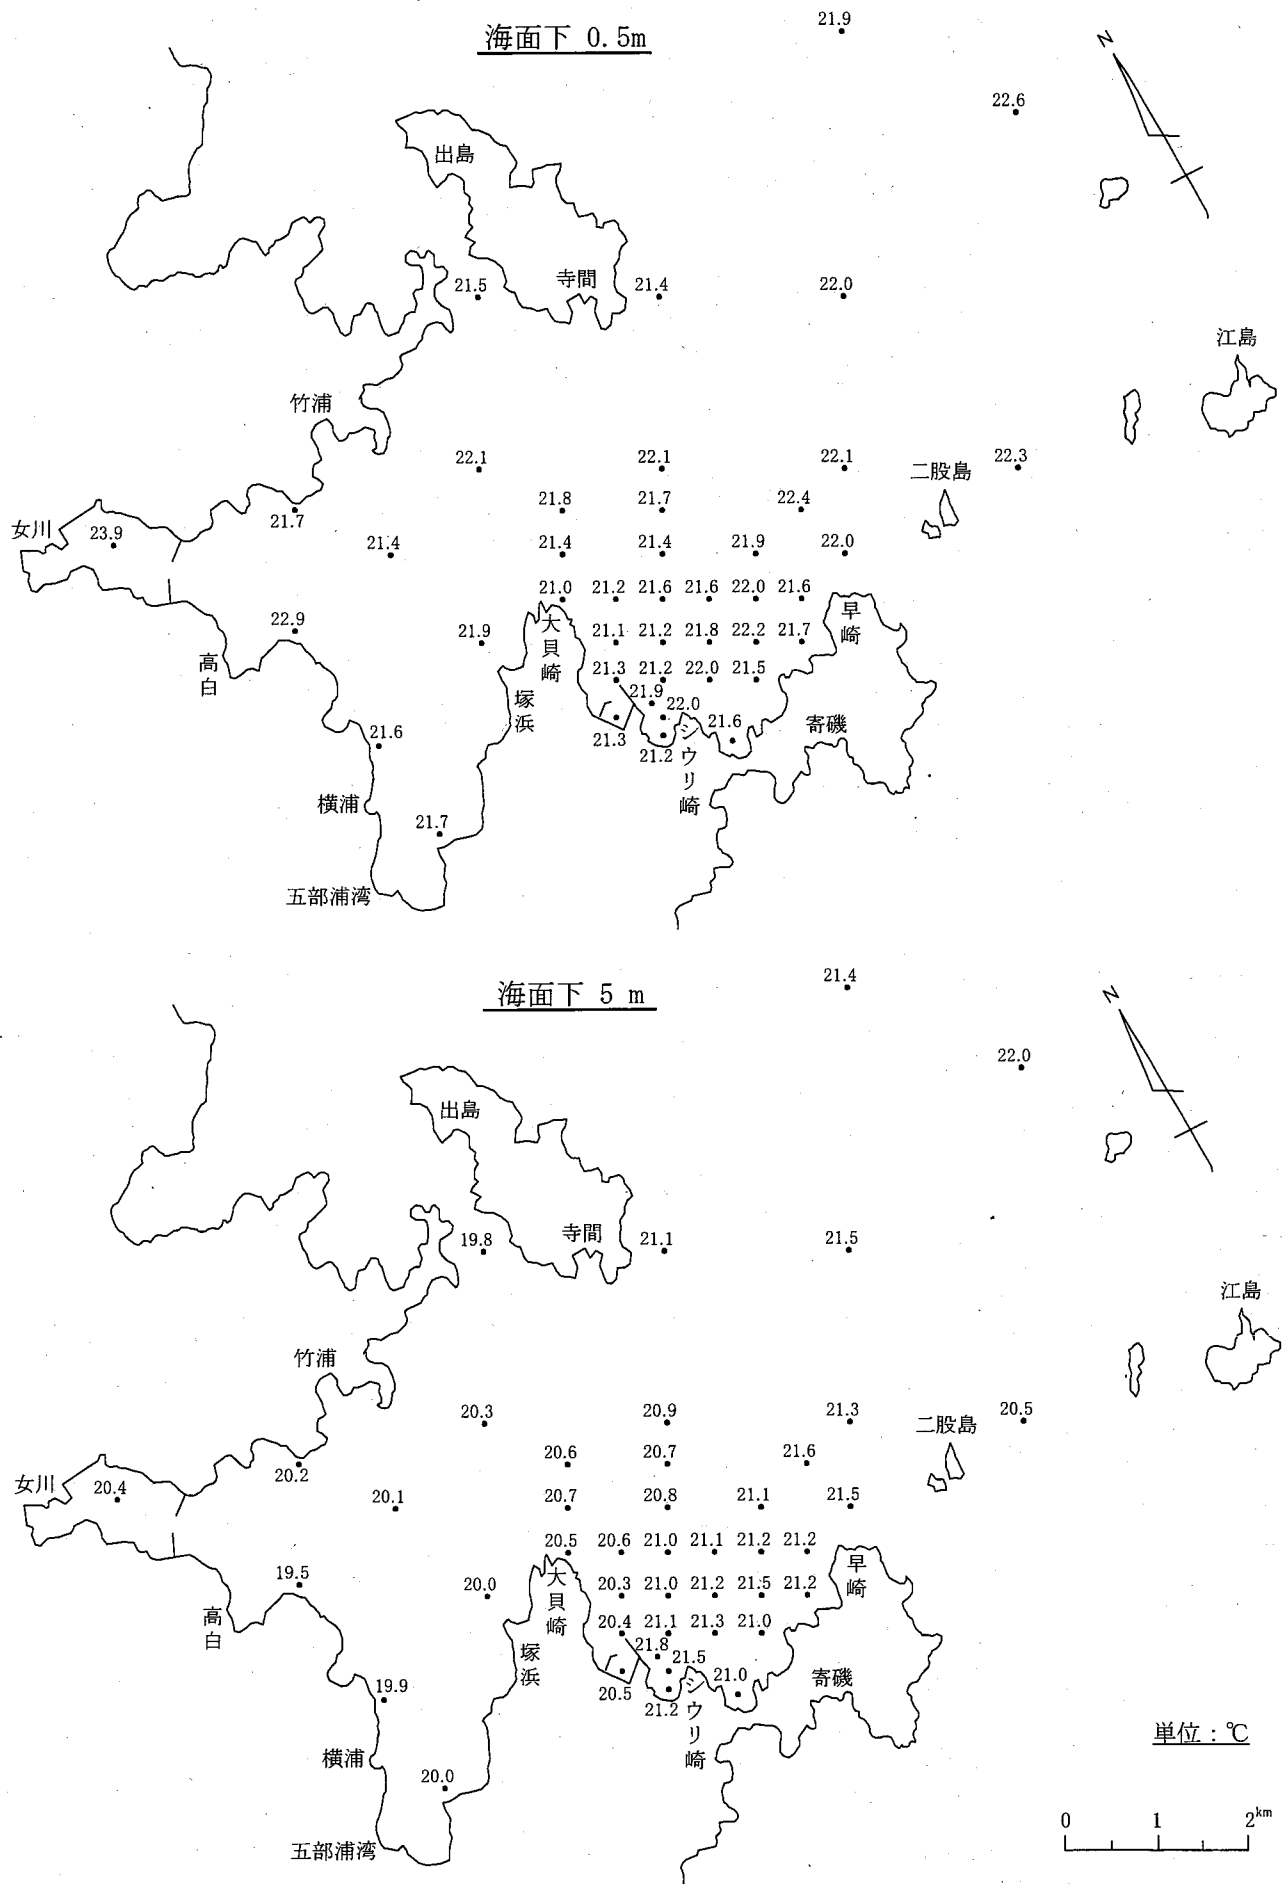 海面下 0.5m
21.9
N
22.6
出島
寺間
21.5
21.4
22.0
江島
竹浦
22.1
22.1
22.1
二股島
22.3
21.8
21.7
22.4
女川
23.9
21.7
21.4
21.4
21.4
21.9
22.0
21.0
21.2
21.6
21.6
22.0
21.6
早崎
22.9
21.9
大貝崎
21.1
21.2
21.8
22.2
21.7
高白
21.3
21.2
22.0
21.5
塚浜
21.9
22.0
21.6
寄磯
21.6
21.3
21.2
シウリ崎
横浦
21.7
五部浦湾
海面下 5 m
21.4
N
22.0
出島
寺間
19.8
21.1
21.5
江島
竹浦
20.3
20.9
21.3
二股島
20.5
20.6
20.7
21.6
女川
20.4
20.2
20.1
20.7
20.8
21.1
21.5
20.5
20.6
21.0
21.1
21.2
21.2
早崎
19.5
20.0
大貝崎
20.3
21.0
21.2
21.5
21.2
高白
20.4
21.1
21.3
21.0
塚浜
21.8
21.5
21.0
寄磯
19.9
20.5
21.2
シウリ崎
横浦
20.0
五部浦湾
単位：℃
0 1 2km